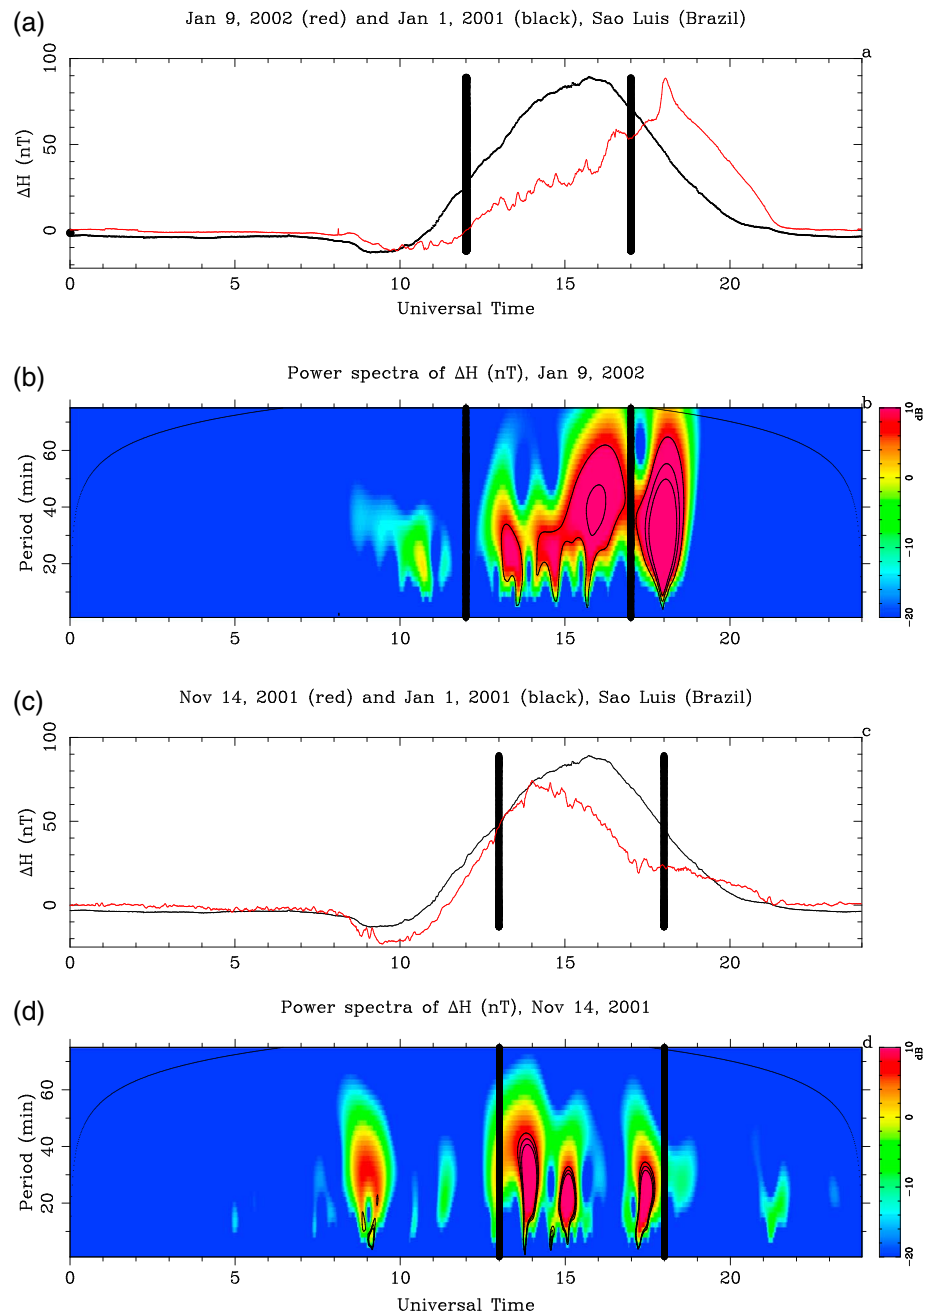 (a)
Jan 9, 2002 (red) and Jan 1, 2001 (black), Sao Luis (Brazil)
a
100
50
0
ΔH (nT)
0 5 10 15 20
Universal Time
(b)
Power spectra of ΔH (nT), Jan 9, 2002
b
60
40
20
Period (min)
10
dB
0
-10
-20
0 5 10 15 20
(c)
Nov 14, 2001 (red) and Jan 1, 2001 (black), Sao Luis (Brazil)
c
100
50
0
ΔH (nT)
0 5 10 15 20
(d)
Power spectra of ΔH (nT), Nov 14, 2001
d
60
40
20
Period (min)
10
dB
0
-10
-20
0 5 10 15 20
Universal Time